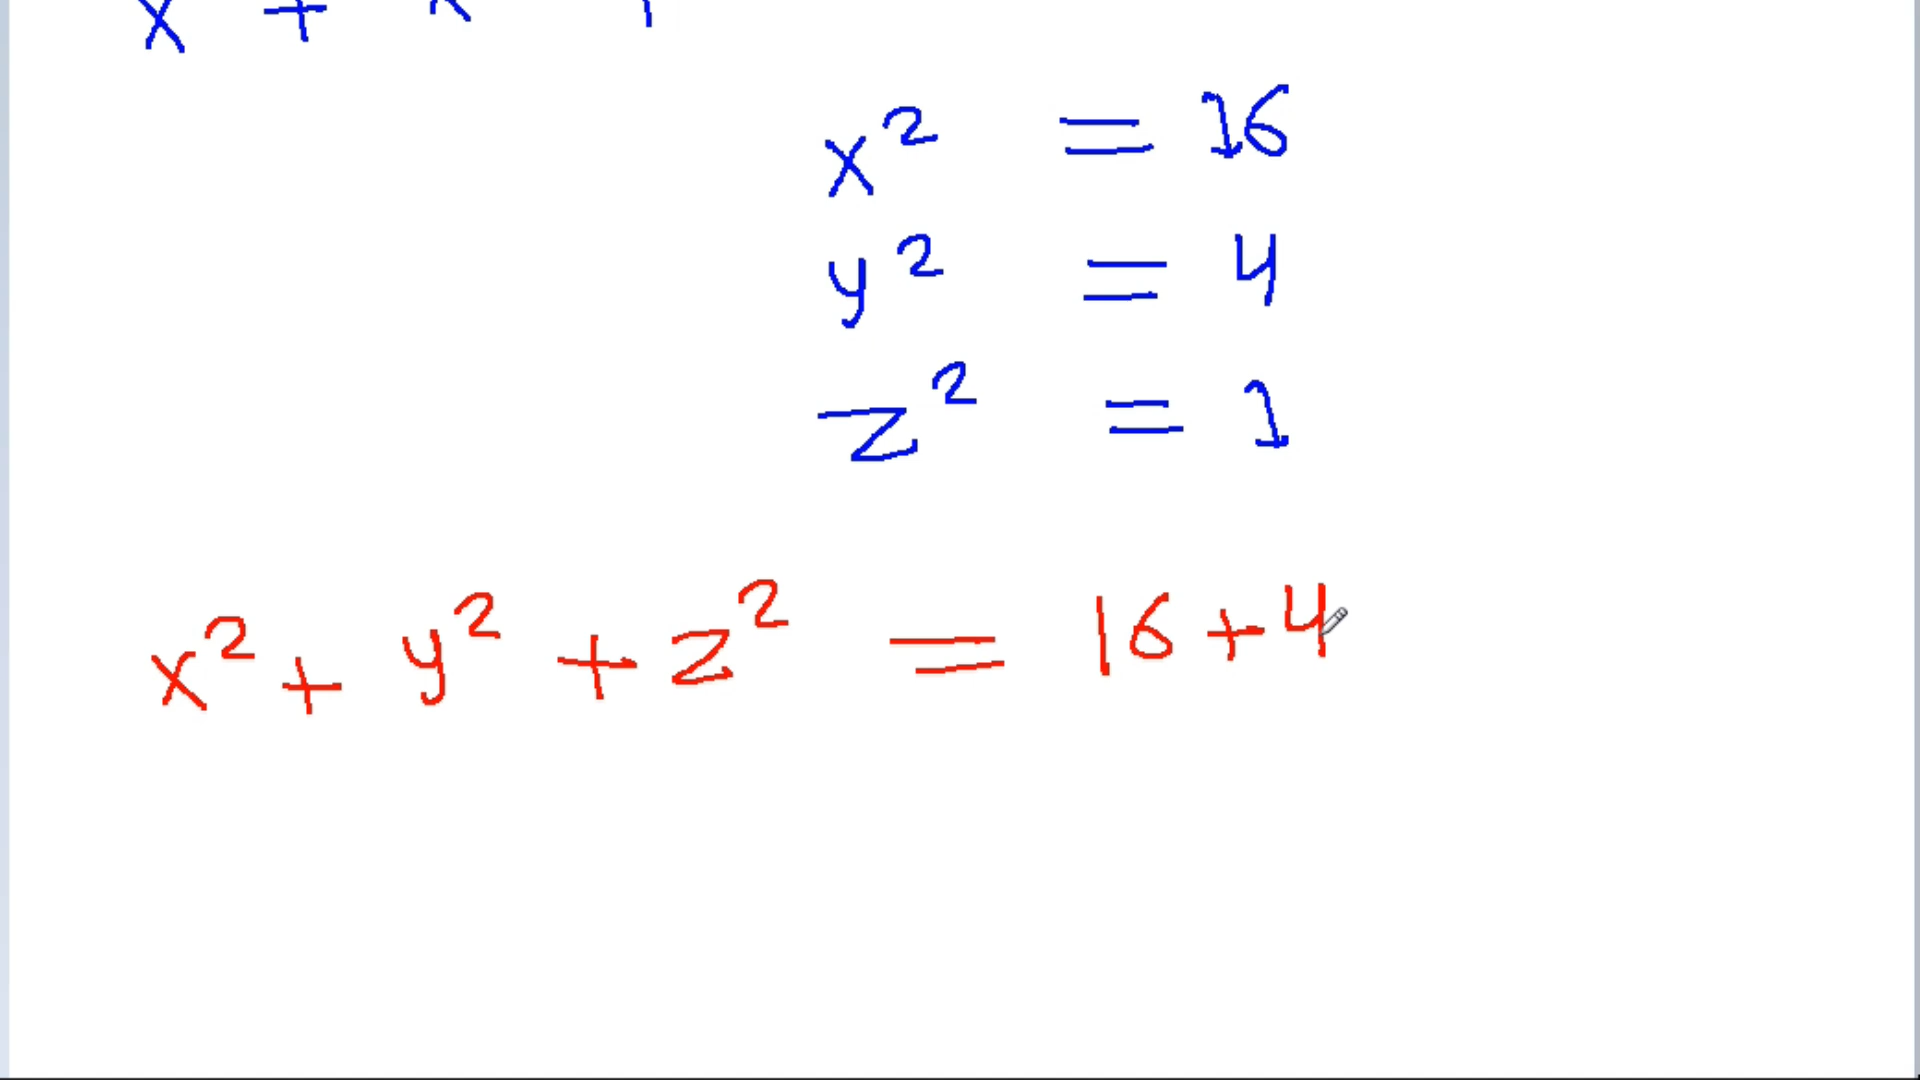 x² = 16
y² = 4
z² = 1
x² + y² + z² = 16 + 4